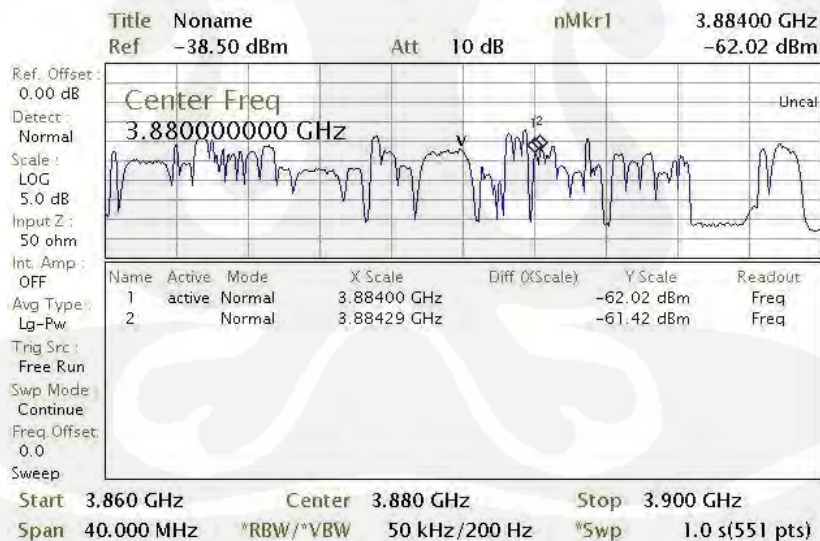 Title Noname nMkr1 3.88400 GHz
Ref -38.50 dBm Att 10 dB -62.02 dBm
Ref. Offset :
0.00 dB
Detect :
Normal
Scale :
LOG
5.0 dB
Input Z :
50 ohm
Int. Amp :
OFF
Avg Type :
Lg-Pw
Trig Src :
Free Run
Swp Mode :
Continue
Freq. Offset:
0.0
Sweep
Center Freq
3.880000000 GHz
Uncal
1 2
Name Active Mode X Scale Diff (XScale) Y Scale Readout
1 active Normal 3.88400 GHz -62.02 dBm Freq
2 Normal 3.88429 GHz -61.42 dBm Freq
Start 3.860 GHz Center 3.880 GHz Stop 3.900 GHz
Span 40.000 MHz *RBW/*VBW 50 kHz/200 Hz *Swp 1.0 s(551 pts)